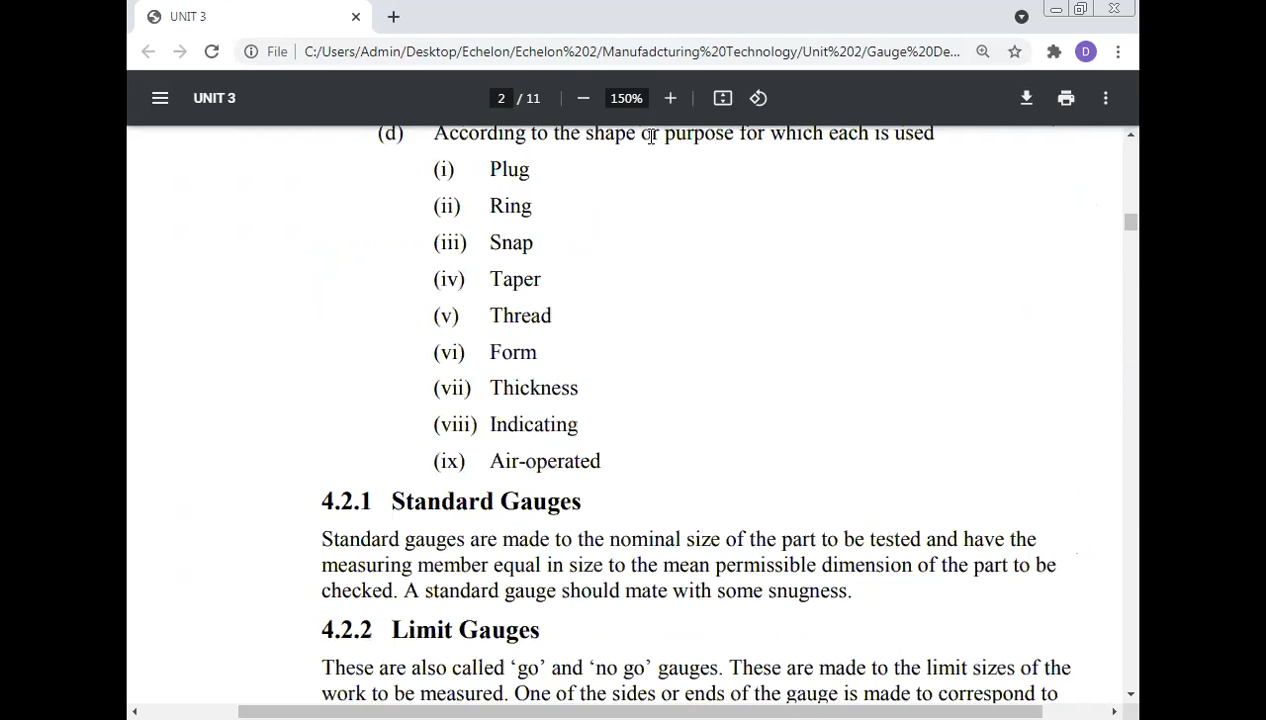 UNIT 3
File C:/Users/Admin/Desktop/Echelon/Echelon%202/Manufadcturing%20Technology/Unit%202/Gauge%20De...
D
UNIT 3 2 / 11 150%
(d) According to the shape or purpose for which each is used
(i) Plug
(ii) Ring
(iii) Snap
(iv) Taper
(v) Thread
(vi) Form
(vii) Thickness
(viii) Indicating
(ix) Air-operated
4.2.1 Standard Gauges
Standard gauges are made to the nominal size of the part to be tested and have the
measuring member equal in size to the mean permissible dimension of the part to be
checked. A standard gauge should mate with some snugness.
4.2.2 Limit Gauges
These are also called ‘go’ and ‘no go’ gauges. These are made to the limit sizes of the
work to be measured. One of the sides or ends of the gauge is made to correspond to